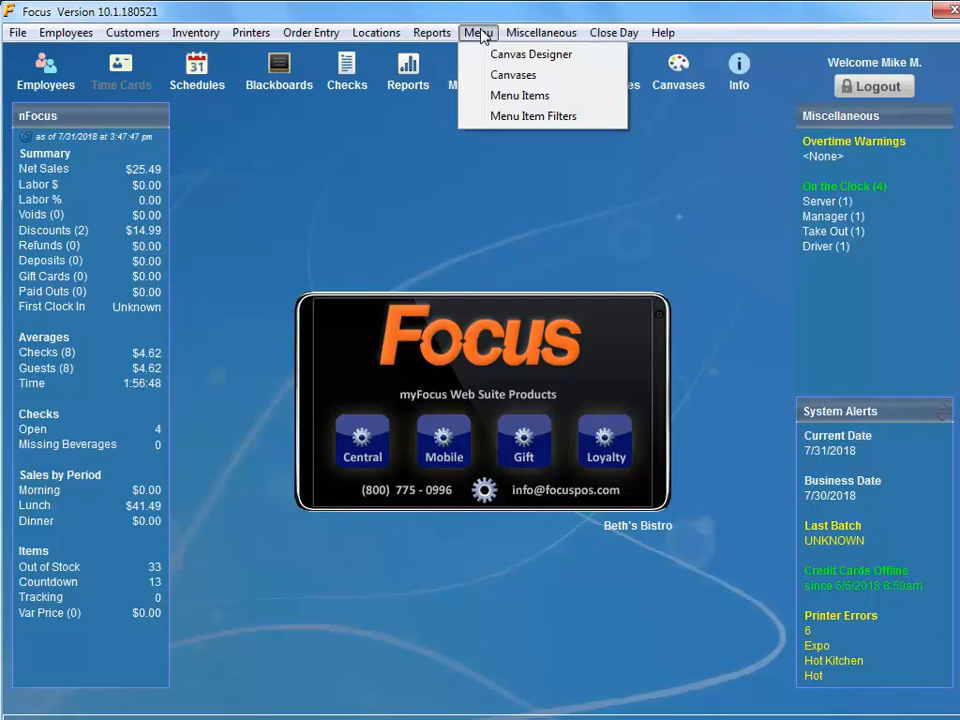 Focus Version 10.1.180521
File Employees Customers Inventory Printers Order Entry Locations Reports Menu Miscellaneous Close Day Help
Canvas Designer
Canvases
Menu Items
Menu Item Filters
Employees Time Cards Schedules Blackboards Checks Reports Canvases Info
Welcome Mike M.
Logout
nFocus
as of 7/31/2018 at 3:47:47 pm
Summary
Net Sales $25.49
Labor $ $0.00
Labor % 0.00
Voids (0) $0.00
Discounts (2) $14.99
Refunds (0) $0.00
Deposits (0) $0.00
Gift Cards (0) $0.00
Paid Outs (0) $0.00
First Clock In Unknown
Averages
Checks (8) $4.62
Guests (8) $4.62
Time 1:56:48
Checks
Open 4
Missing Beverages 0
Sales by Period
Morning $0.00
Lunch $41.49
Dinner $0.00
Items
Out of Stock 33
Countdown 13
Tracking 0
Var Price (0) $0.00
Focus
myFocus Web Suite Products
Central Mobile Gift Loyalty
(800) 775 - 0996 info@focuspos.com
Beth's Bistro
Miscellaneous
Overtime Warnings
<None>
On the Clock (4)
Server (1)
Manager (1)
Take Out (1)
Driver (1)
System Alerts
Current Date
7/31/2018
Business Date
7/30/2018
Last Batch
UNKNOWN
Credit Cards Offline
since 6/5/2018 8:59am
Printer Errors
6
Expo
Hot Kitchen
Hot